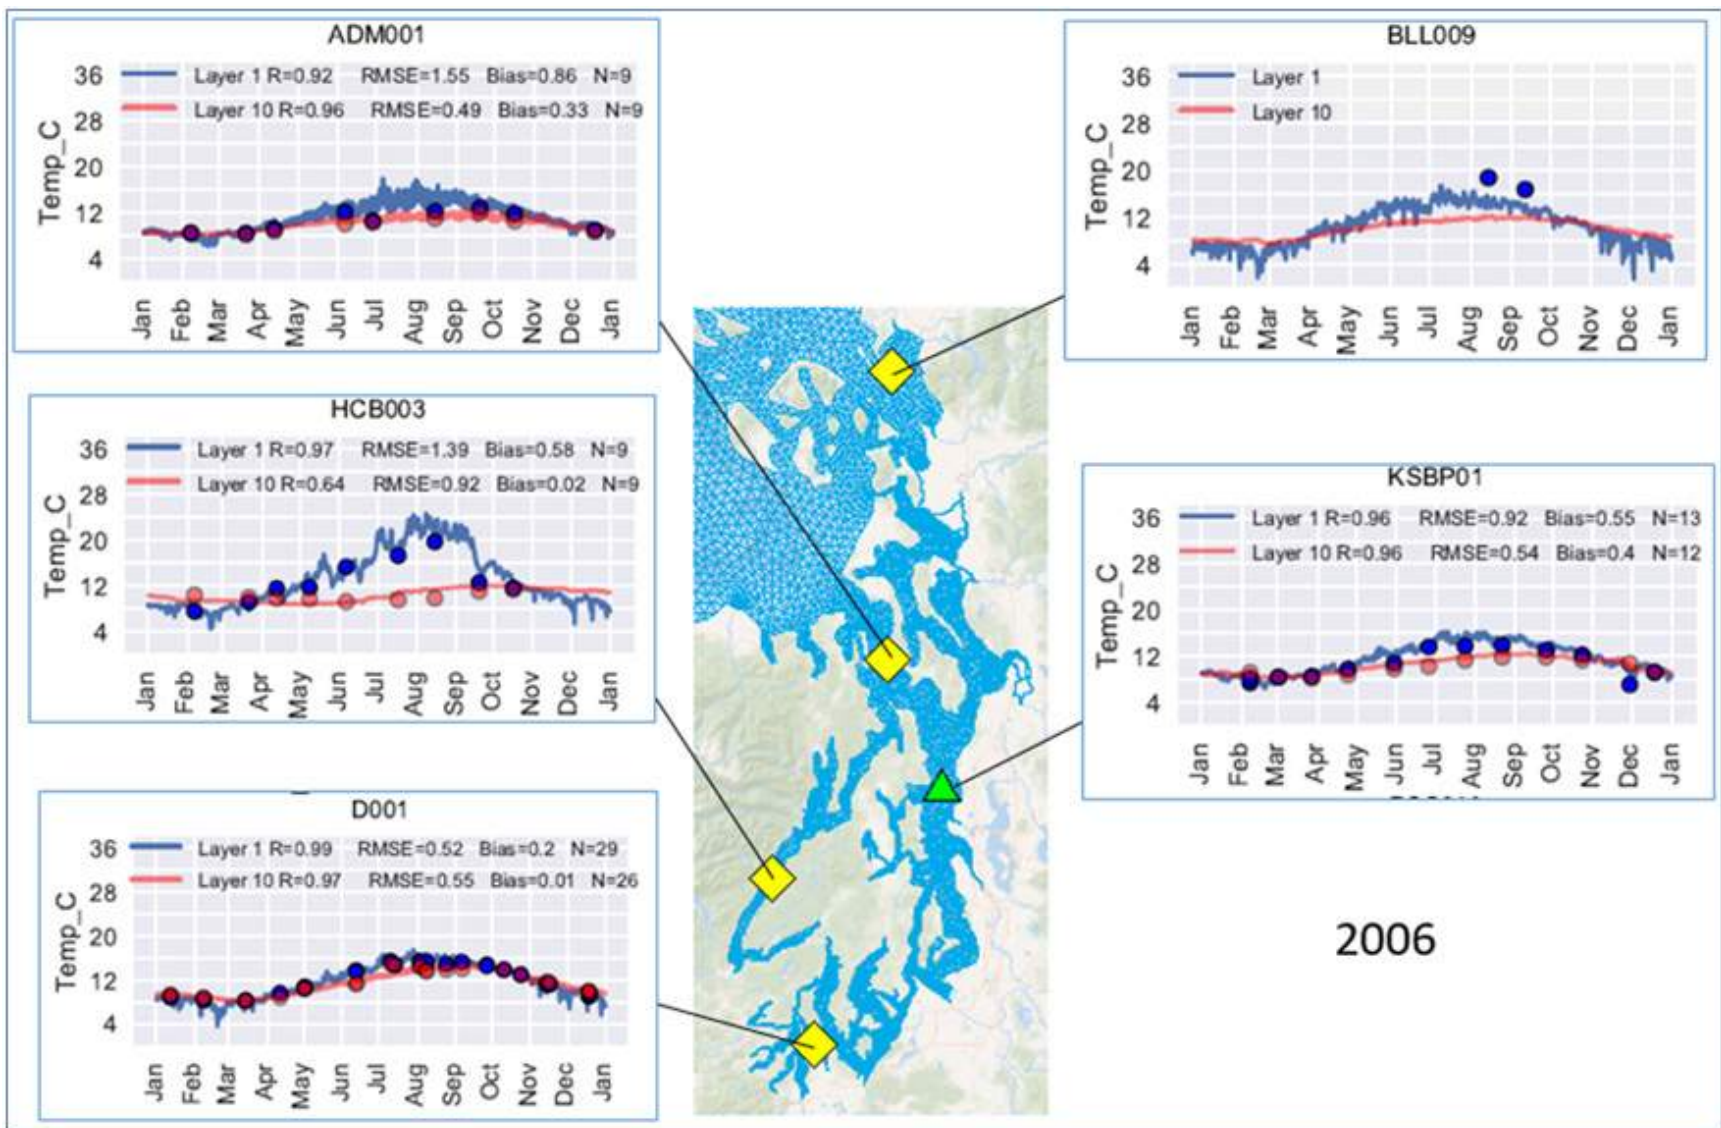 ADM001
36
Layer 1 R=0.92 RMSE=1.55 Bias=0.86 N=9
Layer 10 R=0.96 RMSE=0.49 Bias=0.33 N=9
28
20
12
4
Temp_C
Jan Feb Mar Apr May Jun Jul Aug Sep Oct Nov Dec Jan
BLL009
36
Layer 1
Layer 10
28
20
12
4
Temp_C
Jan Feb Mar Apr May Jun Jul Aug Sep Oct Nov Dec Jan
HCB003
36
Layer 1 R=0.97 RMSE=1.39 Bias=0.58 N=9
Layer 10 R=0.64 RMSE=0.92 Bias=0.02 N=9
28
20
12
4
Temp_C
Jan Feb Mar Apr May Jun Jul Aug Sep Oct Nov Dec Jan
KSBP01
36
Layer 1 R=0.96 RMSE=0.92 Bias=0.55 N=13
Layer 10 R=0.96 RMSE=0.54 Bias=0.4 N=12
28
20
12
4
Temp_C
Jan Feb Mar Apr May Jun Jul Aug Sep Oct Nov Dec Jan
D001
36
Layer 1 R=0.99 RMSE=0.52 Bias=0.2 N=29
Layer 10 R=0.97 RMSE=0.55 Bias=0.01 N=26
28
20
12
4
Temp_C
Jan Feb Mar Apr May Jun Jul Aug Sep Oct Nov Dec Jan
2006